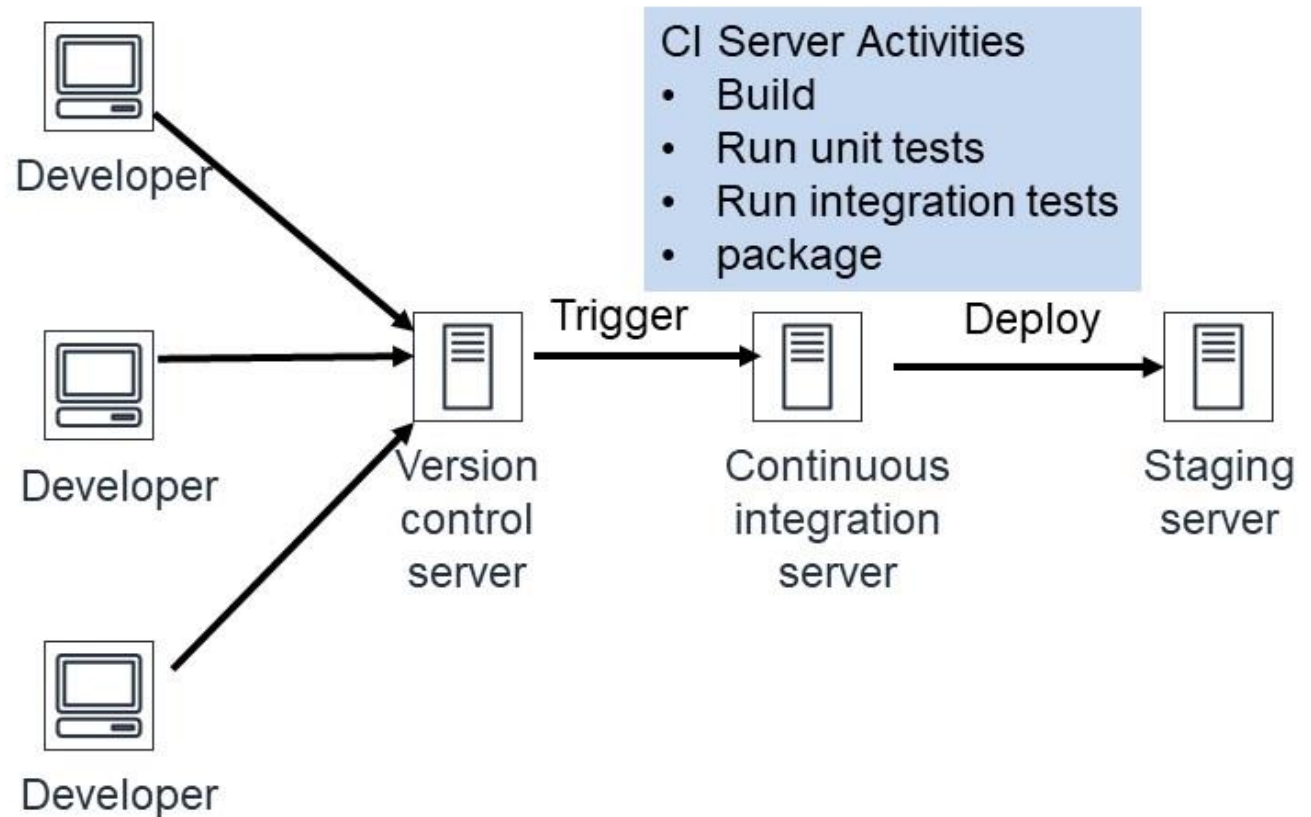 CI Server Activities
• Build
• Run unit tests
• Run integration tests
• package
Developer
Trigger
Deploy
Developer
Version
control
server
Continuous
integration
server
Staging
server
Developer